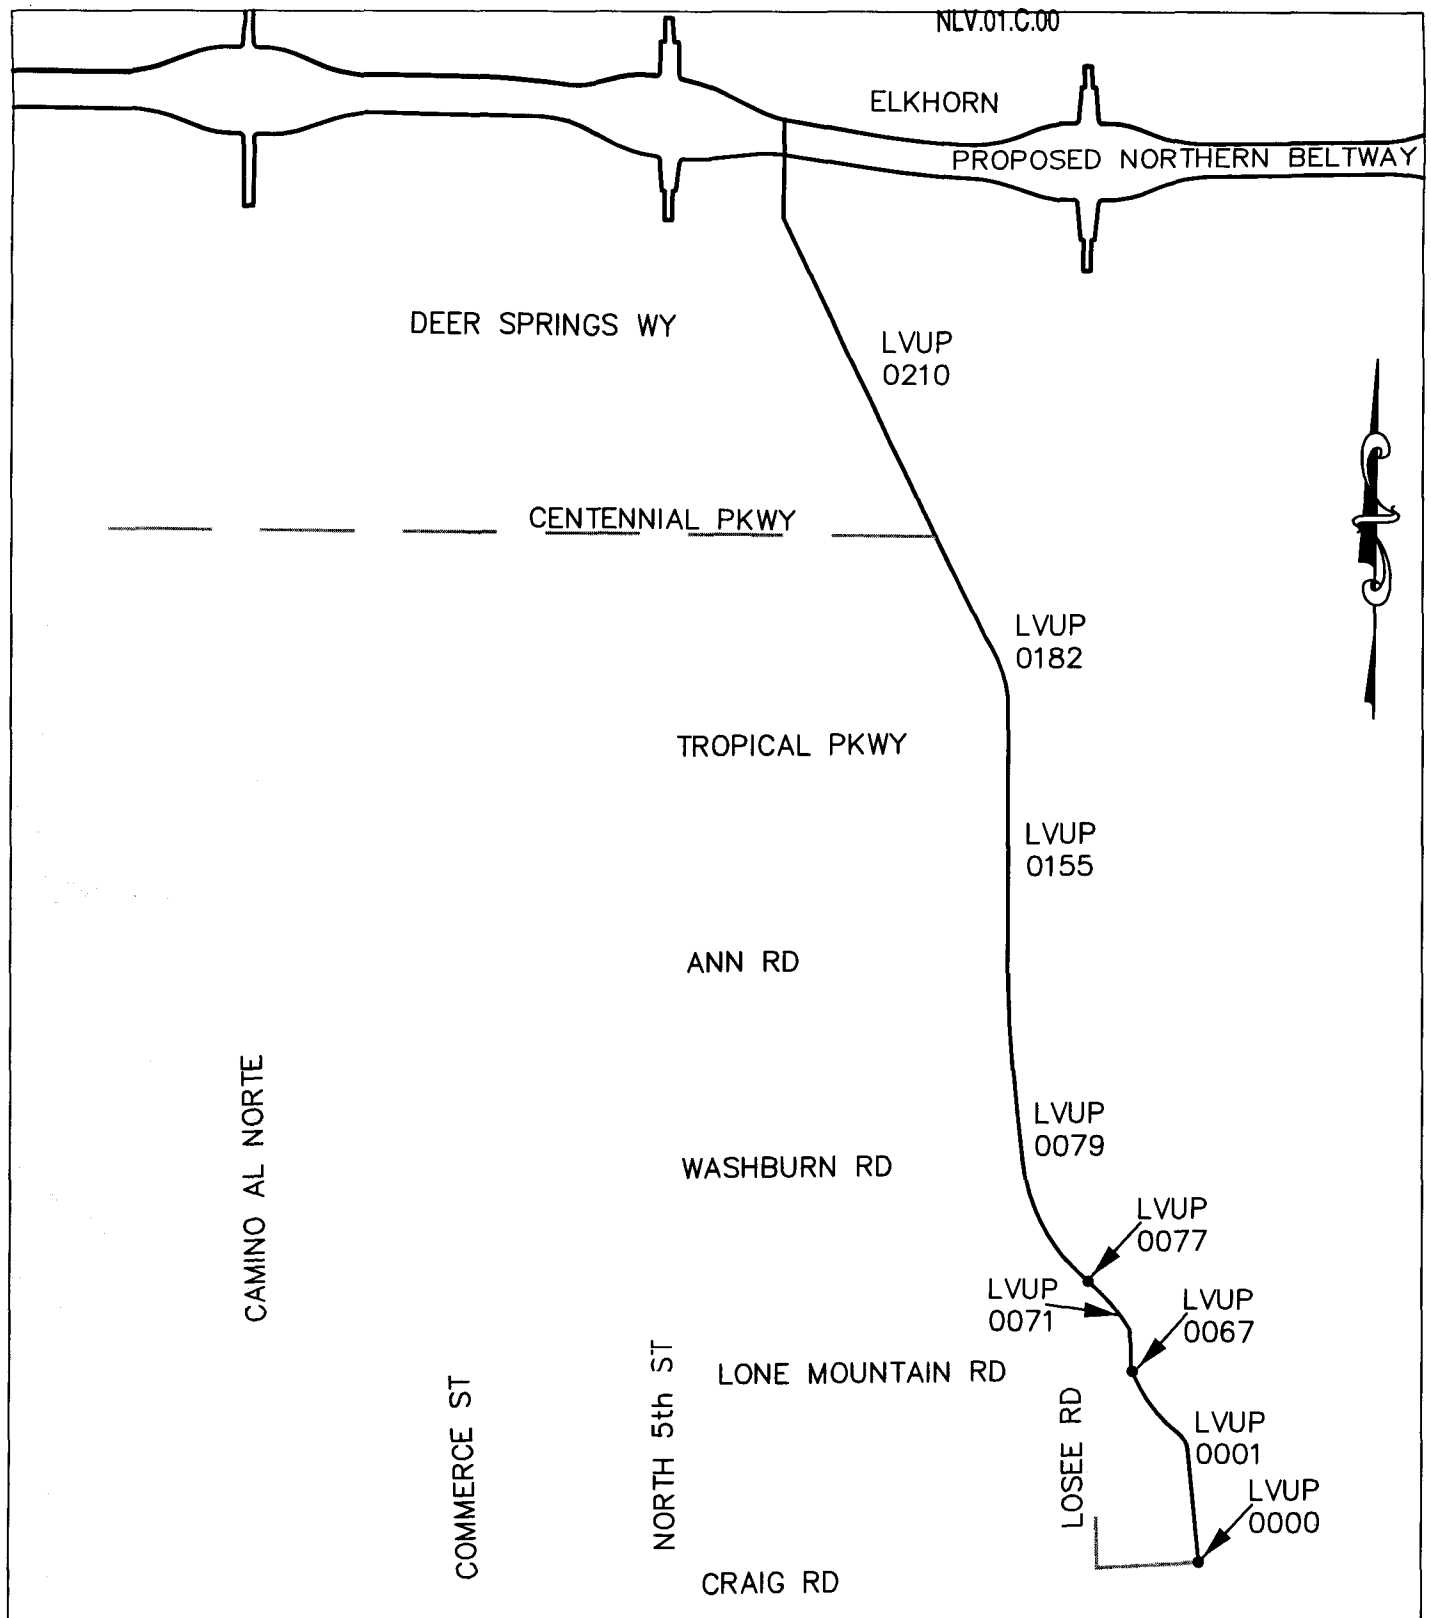 NLV.01.C.00
ELKHORN
PROPOSED NORTHERN BELTWAY
DEER SPRINGS WY
LVUP
0210
CENTENNIAL PKWY
LVUP
0182
TROPICAL PKWY
LVUP
0155
ANN RD
CAMINO AL NORTE
LVUP
0079
WASHBURN RD
LVUP
0077
LVUP
0071
LVUP
0067
LONE MOUNTAIN RD
COMMERCE ST
NORTH 5th ST
LOSEE RD
LVUP
0001
LVUP
0000
CRAIG RD